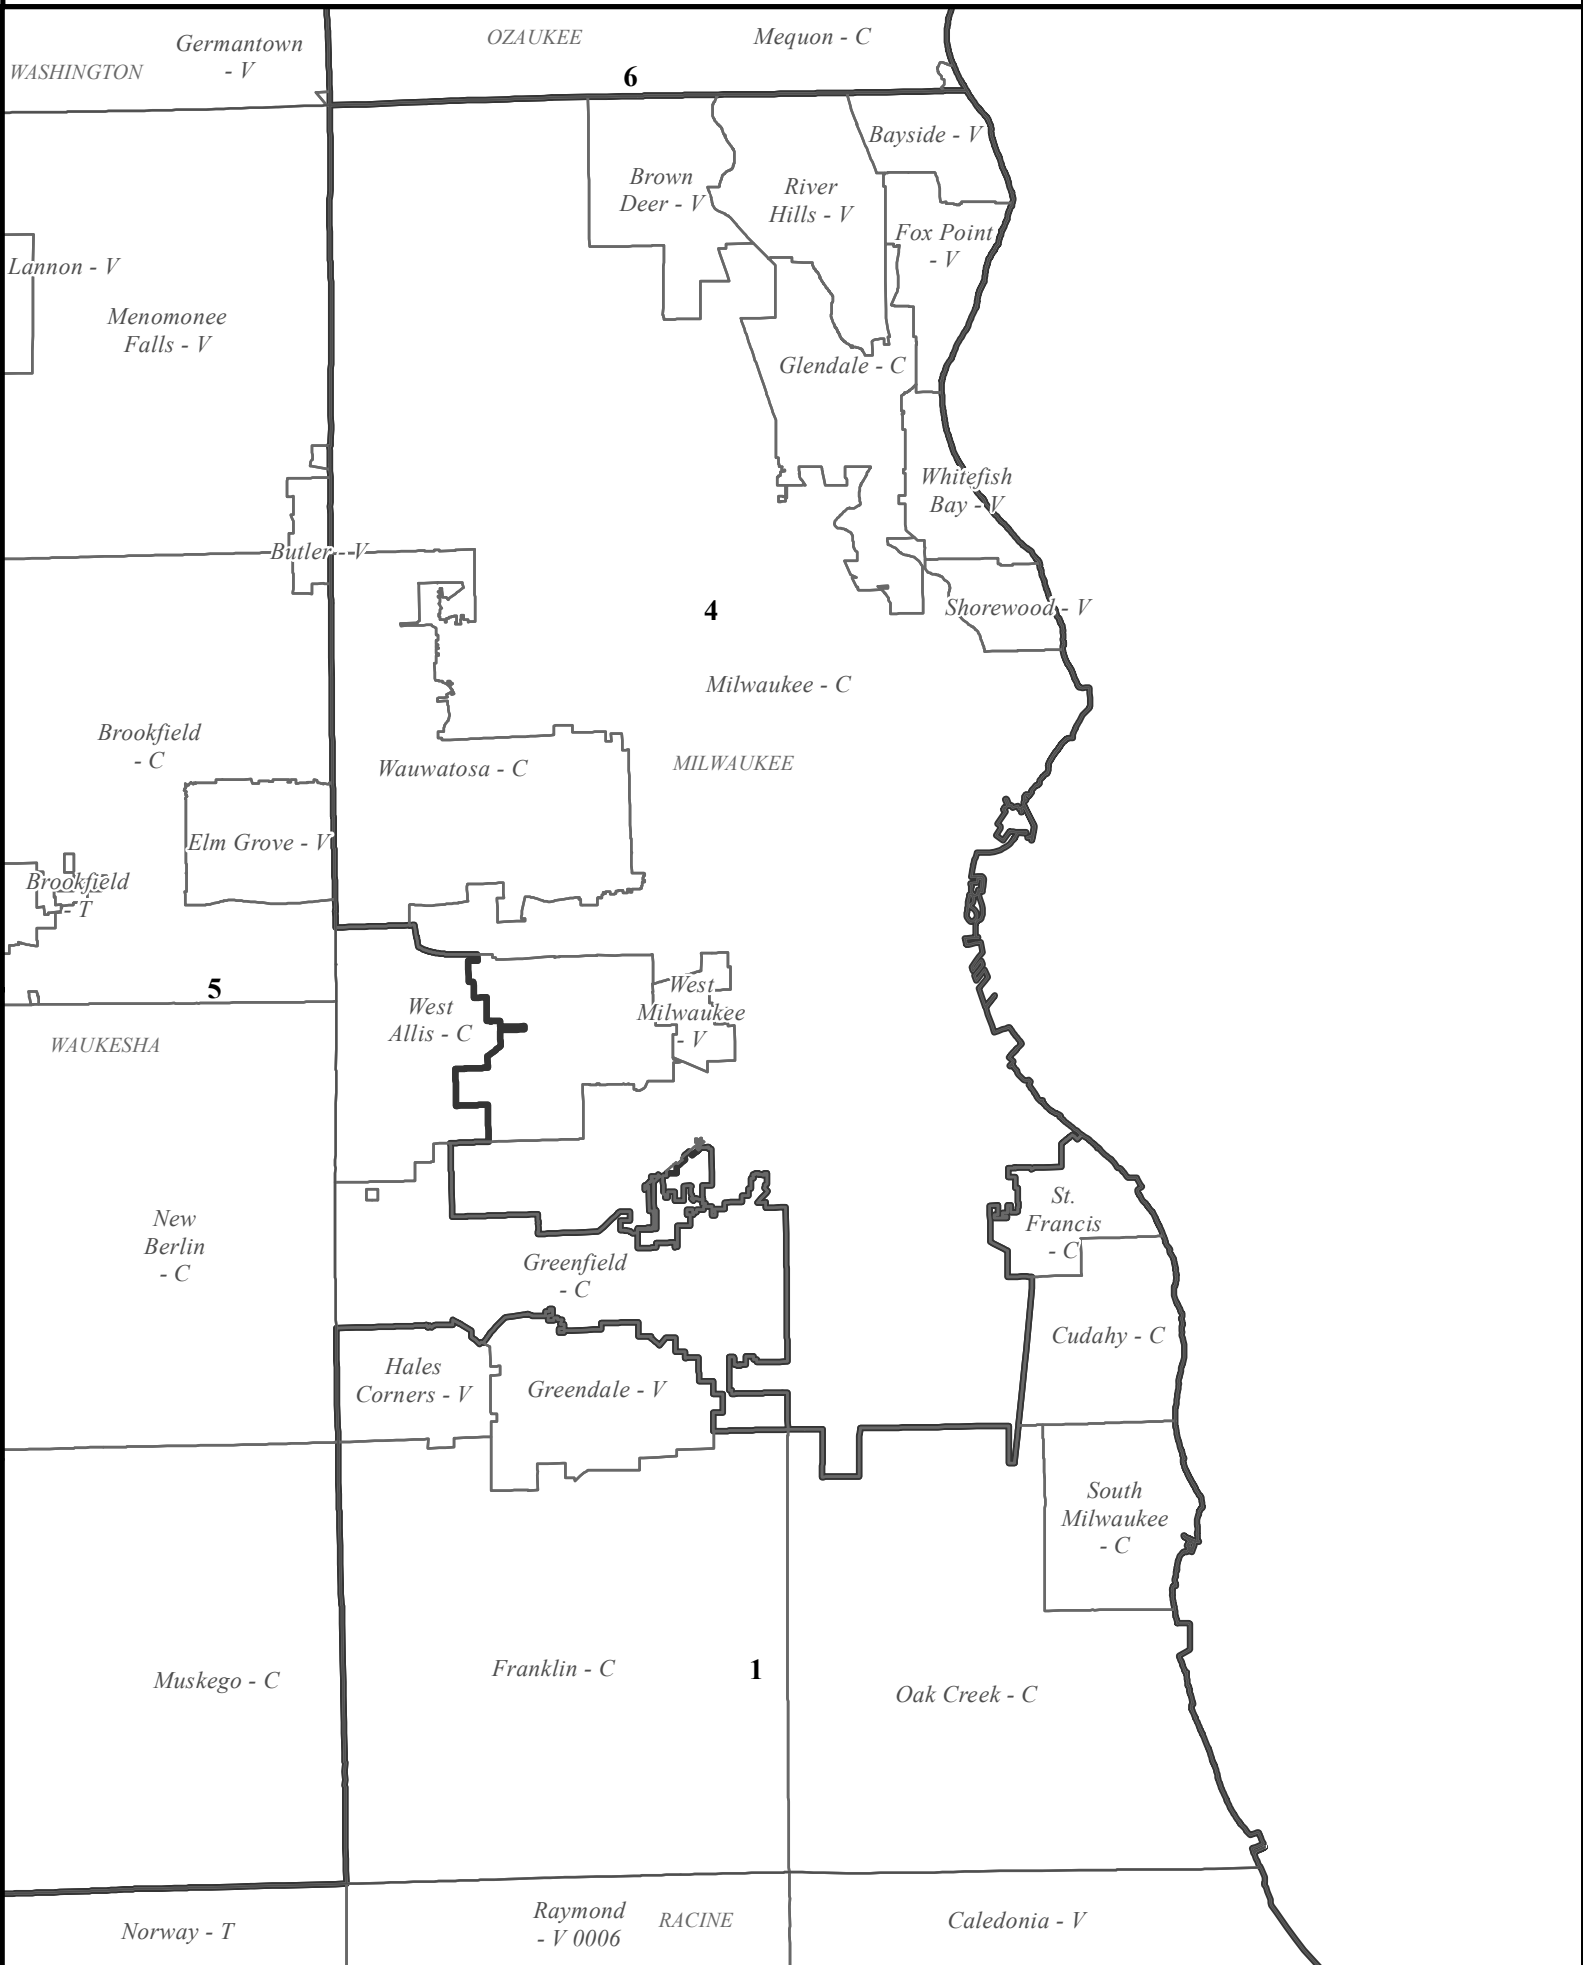 Germantown
- V
OZAUKEE
Mequon - C
WASHINGTON
6
Bayside - V
Brown
Deer - V
River
Hills - V
Fox Point
- V
Lannon - V
Menomonee
Falls - V
Glendale - C
Whitefish
Bay - V
Butler - V
4
Shorewood - V
Milwaukee - C
Brookfield
- C
Wauwatosa - C
MILWAUKEE
Elm Grove - V
Brookfield
- T
5
West
Allis - C
West
Milwaukee
- V
WAUKESHA
New
Berlin
- C
St.
Francis
- C
Greenfield
- C
Cudahy - C
Hales
Corners - V
Greendale - V
South
Milwaukee
- C
Muskego - C
Franklin - C
1
Oak Creek - C
Norway - T
Raymond
- V 0006
RACINE
Caledonia - V